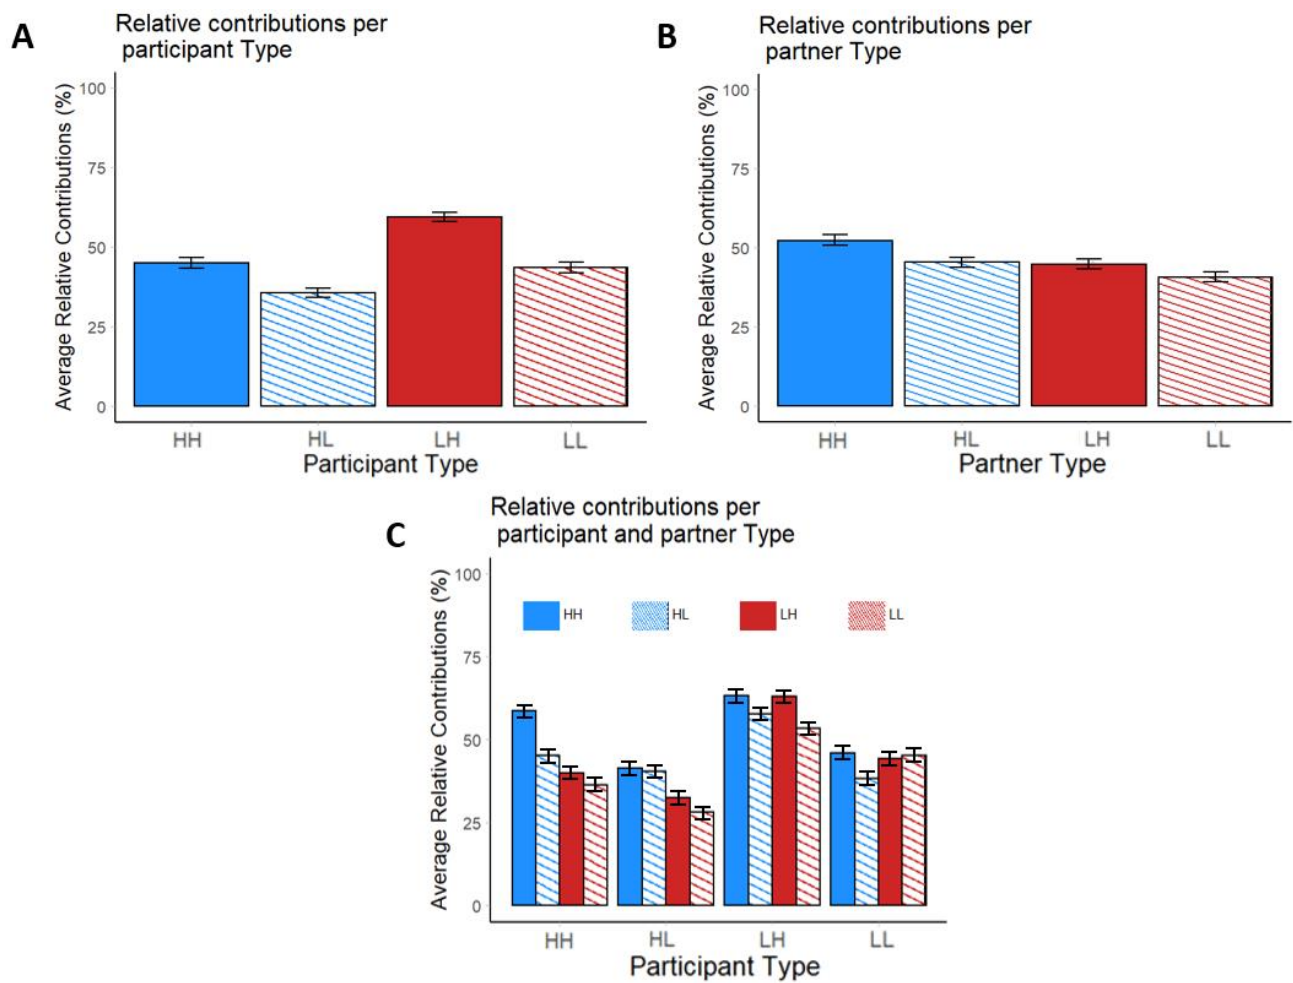 A
Relative contributions per
participant Type
Average Relative Contributions (%)
100
75
50
25
0
HH HL LH LL
Participant Type
B
Relative contributions per
partner Type
Average Relative Contributions (%)
100
75
50
25
0
HH HL LH LL
Partner Type
C
Relative contributions per
participant and partner Type
Average Relative Contributions (%)
100
75
50
25
0
HH HL LH LL
HH HL LH LL
Participant Type